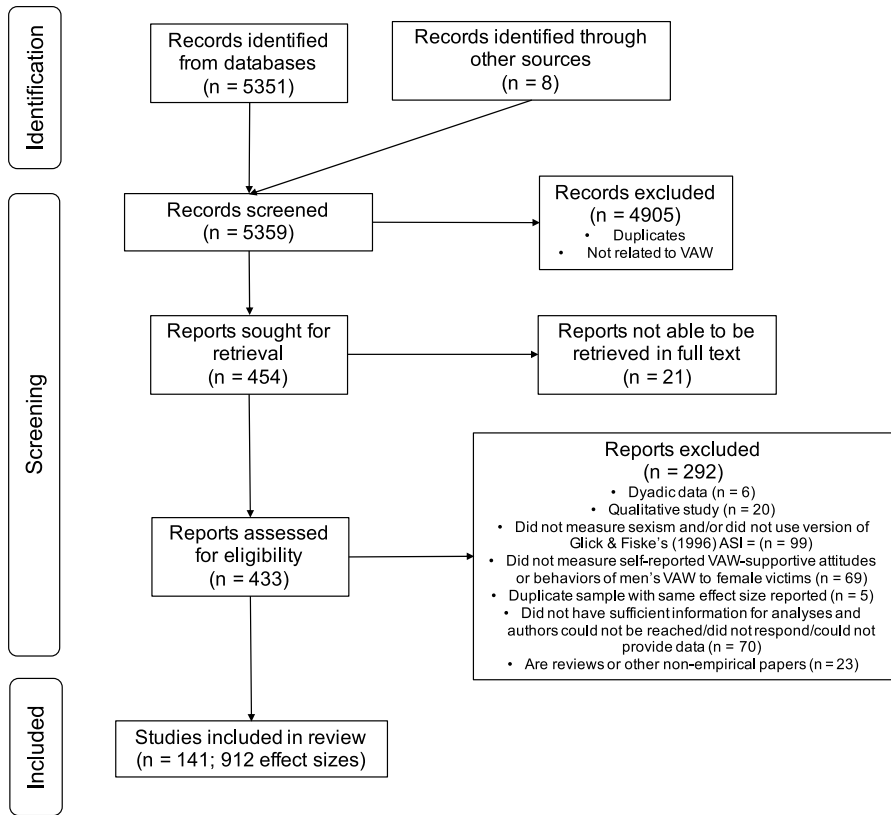 Identification
Records identified
from databases
(n = 5351)
Records identified through
other sources
(n = 8)
Screening
Records screened
(n = 5359)
Records excluded
(n = 4905)
• Duplicates
• Not related to VAW
Reports sought for
retrieval
(n = 454)
Reports not able to be
retrieved in full text
(n = 21)
Reports assessed
for eligibility
(n = 433)
Reports excluded
(n = 292)
• Dyadic data (n = 6)
• Qualitative study (n = 20)
• Did not measure sexism and/or did not use version of
Glick & Fiske's (1996) ASI = (n = 99)
• Did not measure self-reported VAW-supportive attitudes
or behaviors of men's VAW to female victims (n = 69)
• Duplicate sample with same effect size reported (n = 5)
• Did not have sufficient information for analyses and
authors could not be reached/did not respond/could not
provide data (n = 70)
• Are reviews or other non-empirical papers (n = 23)
Included
Studies included in review
(n = 141; 912 effect sizes)